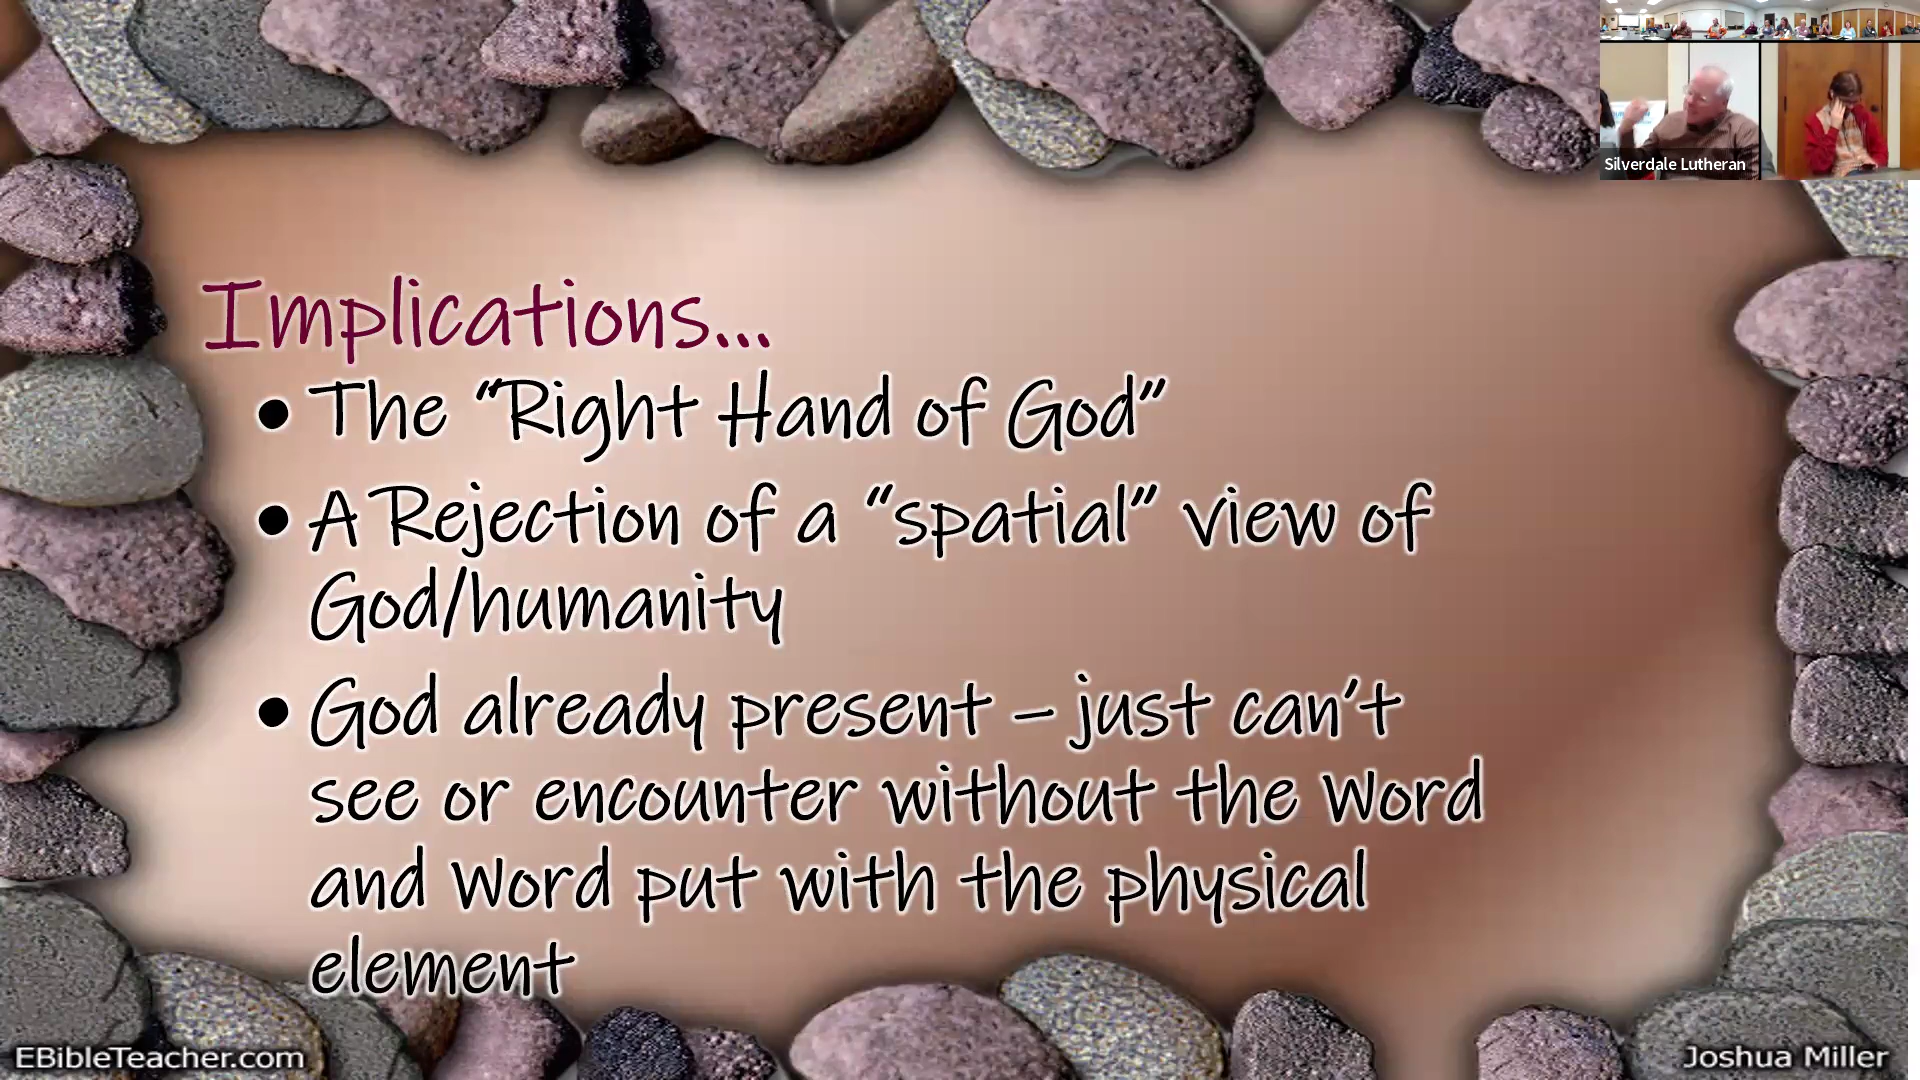 Silverdale Lutheran
Implications...
• The “Right Hand of God”
• A Rejection of a “spatial” view of
God/humanity
• God already present – just can’t
see or encounter without the Word
and Word put with the physical
element
EBibleTeacher.com
Joshua Miller